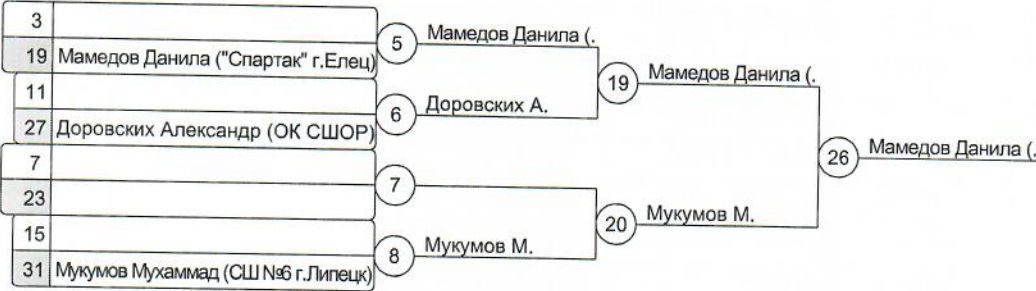 3
19 Мамедов Данила ("Спартак" г.Елец)
5
Мамедов Данила (.
11
27 Доровских Александр (ОК СШОР)
6
Доровских А.
19
Мамедов Данила (.
7
23
7
15
31 Мукумов Мухаммад (СШ №6 г.Липецк)
8
Мукумов М.
20
Мукумов М.
26
Мамедов Данила (.